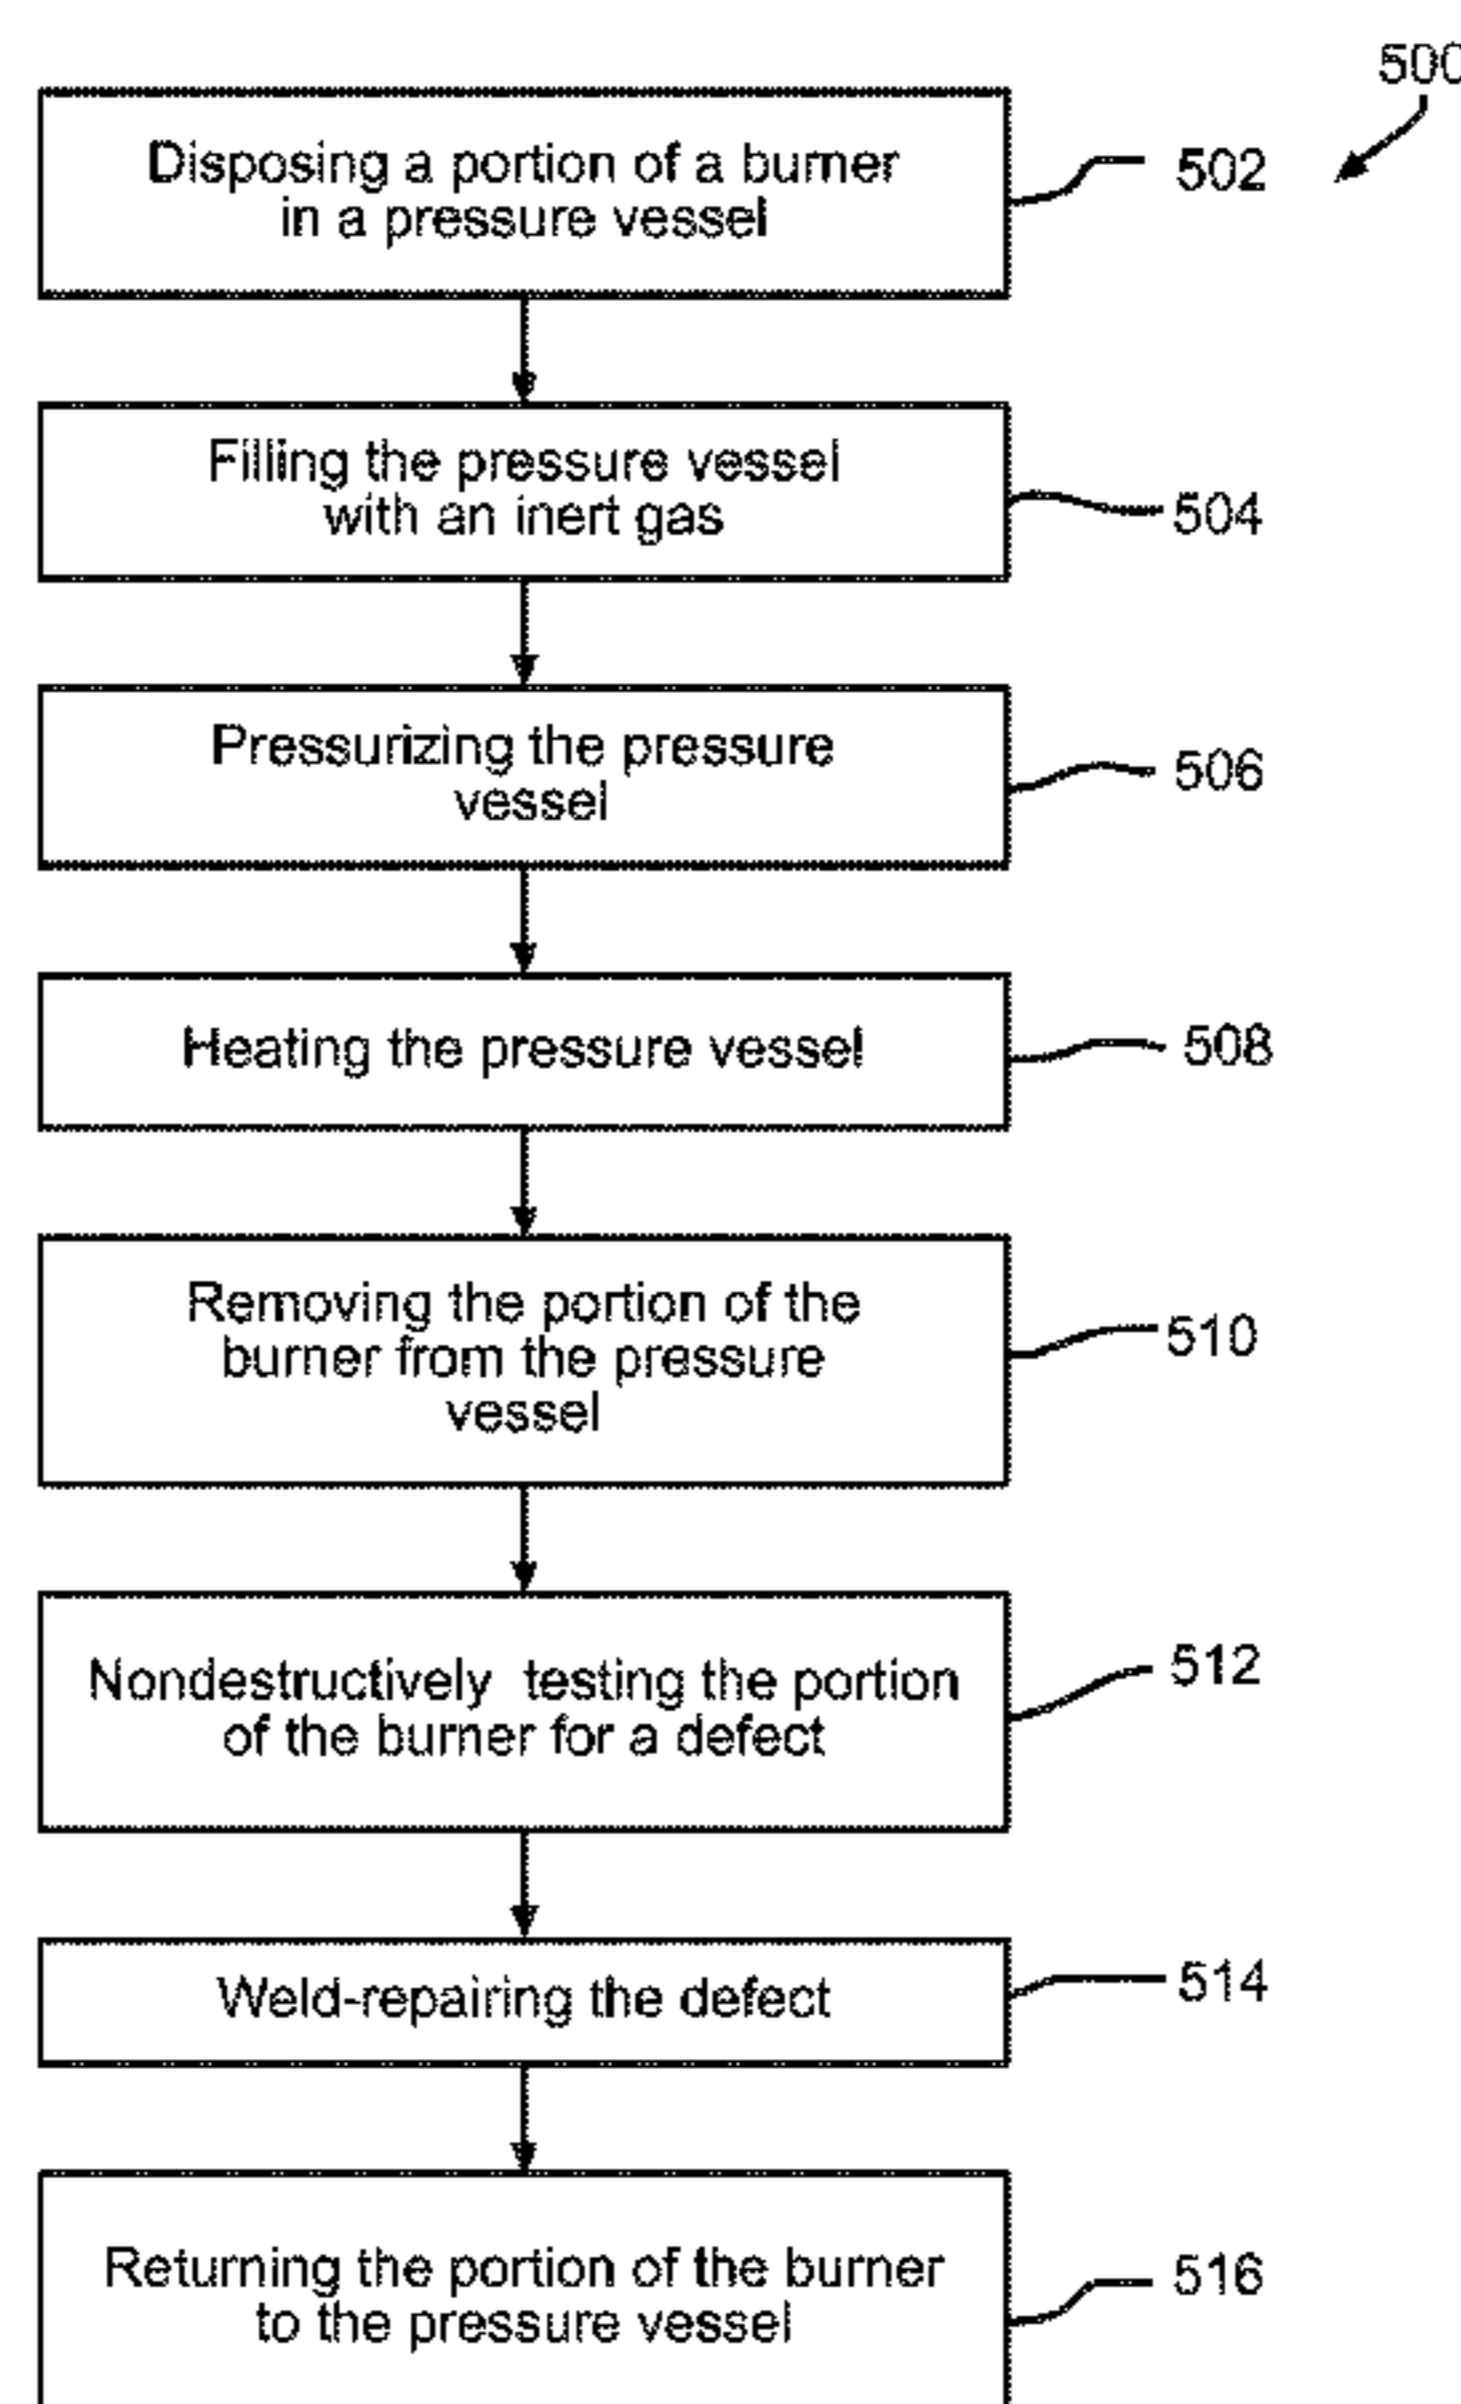 500
Disposing a portion of a burner
in a pressure vessel
502
Filling the pressure vessel
with an inert gas
504
Pressurizing the pressure
vessel
506
Heating the pressure vessel
508
Removing the portion of the
burner from the pressure
vessel
510
Nondestructively testing the portion
of the burner for a defect
512
Weld-repairing the defect
514
Returning the portion of the burner
to the pressure vessel
516